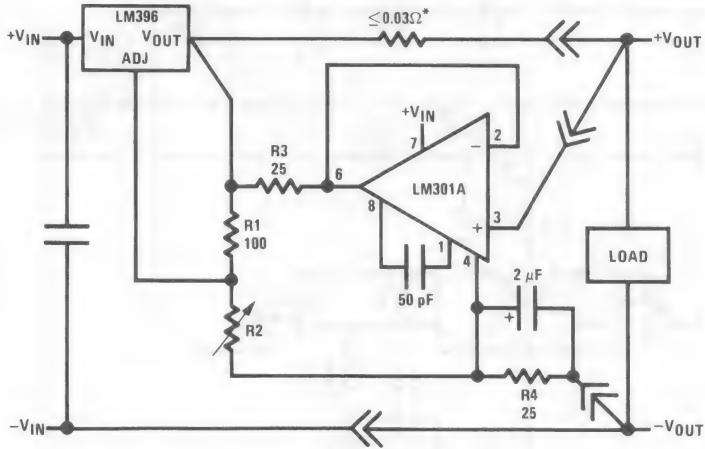 LM396
≤0.03Ω*
+VIN
VIN
VOUT
+VOUT
ADJ
+VIN
7
2
−
R3
25
6
LM301A
8
+
3
R1
100
1
4
LOAD
50 pF
2 μF
+
R2
R4
25
−VIN
−VOUT